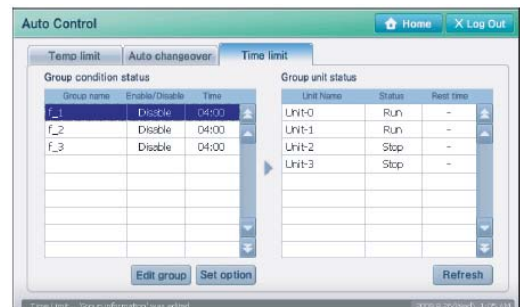 Auto Control
Home
X Log Out
Temp limit
Auto changeover
Time limit
Group condition status
Group name Enable/Disable Time
f_1 Disable 04:00
f_2 Disable 04:00
f_3 Disable 04:00
Edit group
Set option
Group unit status
Unit Name Status Rest time
Unit-0 Run -
Unit-1 Run -
Unit-2 Stop -
Unit-3 Stop -
Refresh